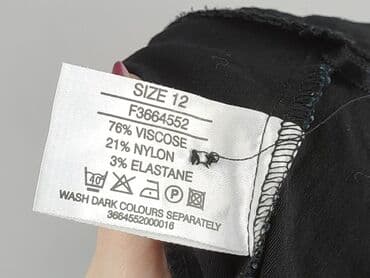 SIZE 12
F3664552
76% VISCOSE
21% NYLON
3% ELASTANE
40 P
WASH DARK COLOURS SEPARATELY
3664552000016